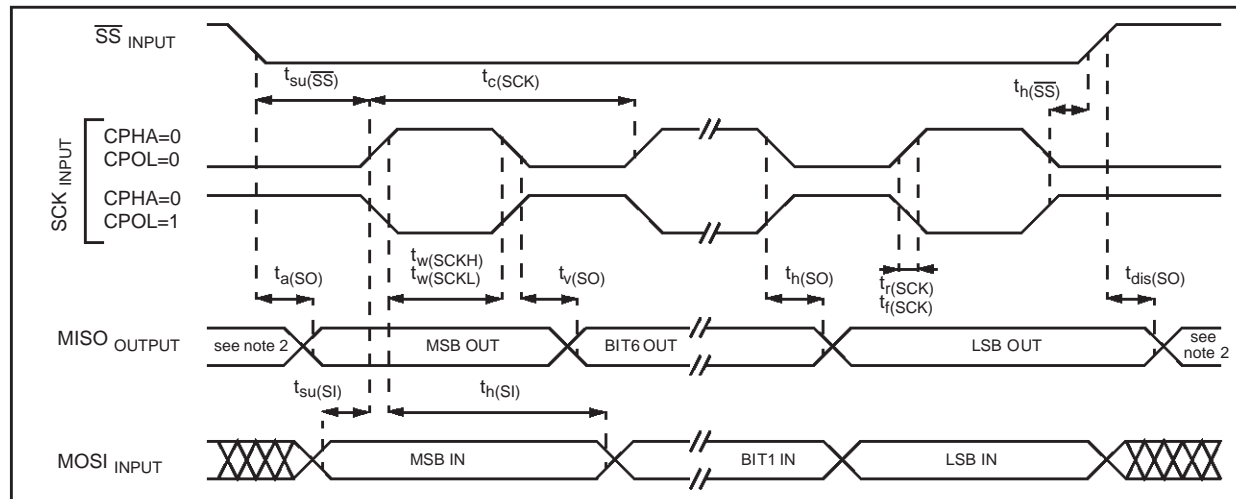 SS INPUT
tsu(SS)
tc(SCK)
th(SS)
SCK INPUT
CPHA=0
CPOL=0
CPHA=0
CPOL=1
ta(SO)
tw(SCKH)
tw(SCKL)
tv(SO)
th(SO)
tr(SCK)
tf(SCK)
tdis(SO)
MISO OUTPUT
see note 2
MSB OUT
BIT6 OUT
LSB OUT
see
note 2
tsu(SI)
th(SI)
MOSI INPUT
MSB IN
BIT1 IN
LSB IN